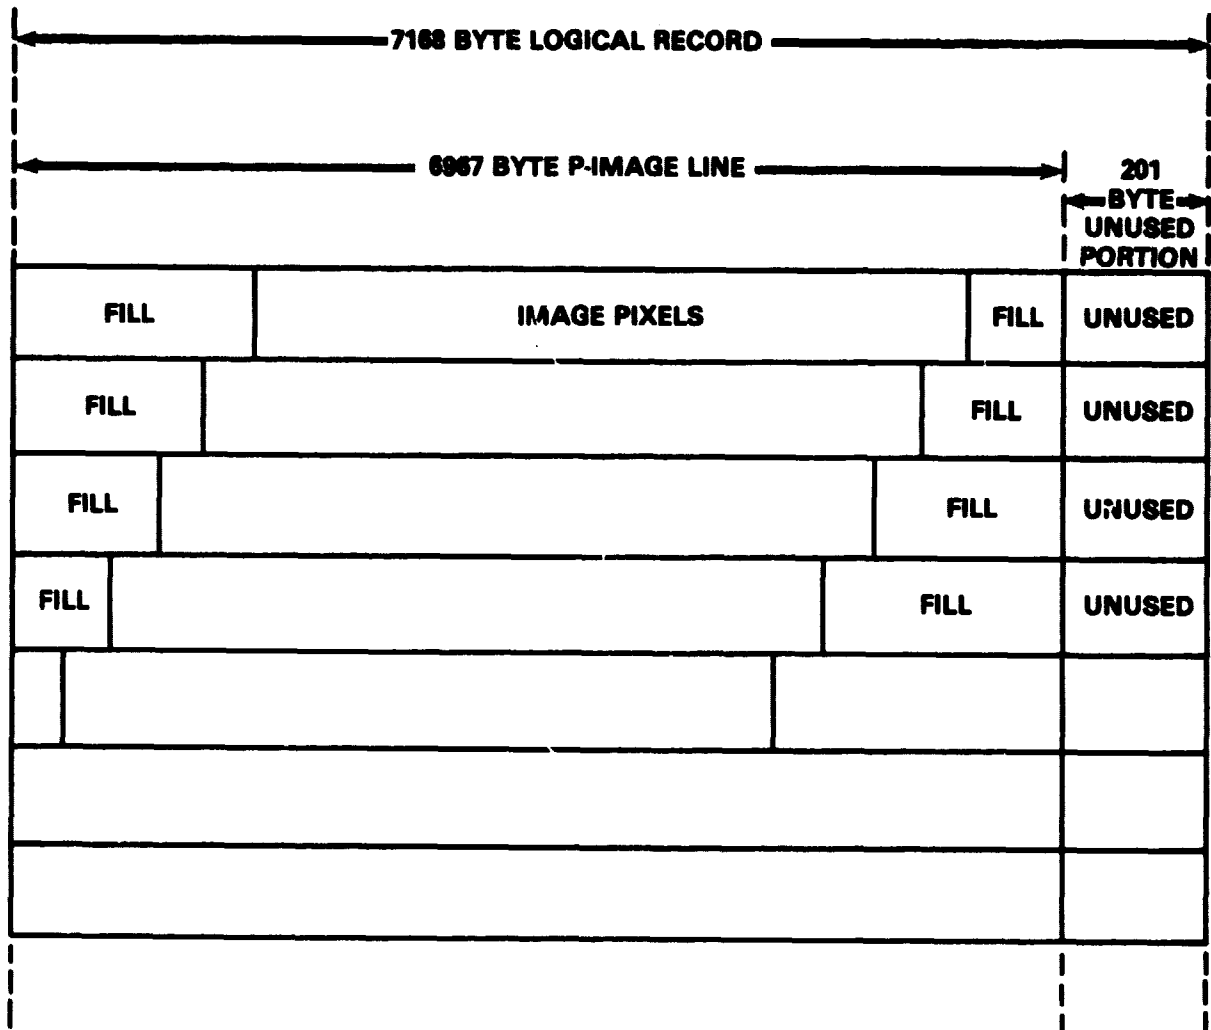 7168 BYTE LOGICAL RECORD
6967 BYTE P-IMAGE LINE
201
BYTE
UNUSED
PORTION
FILL IMAGE PIXELS FILL UNUSED
FILL FILL UNUSED
FILL FILL UNUSED
FILL FILL UNUSED